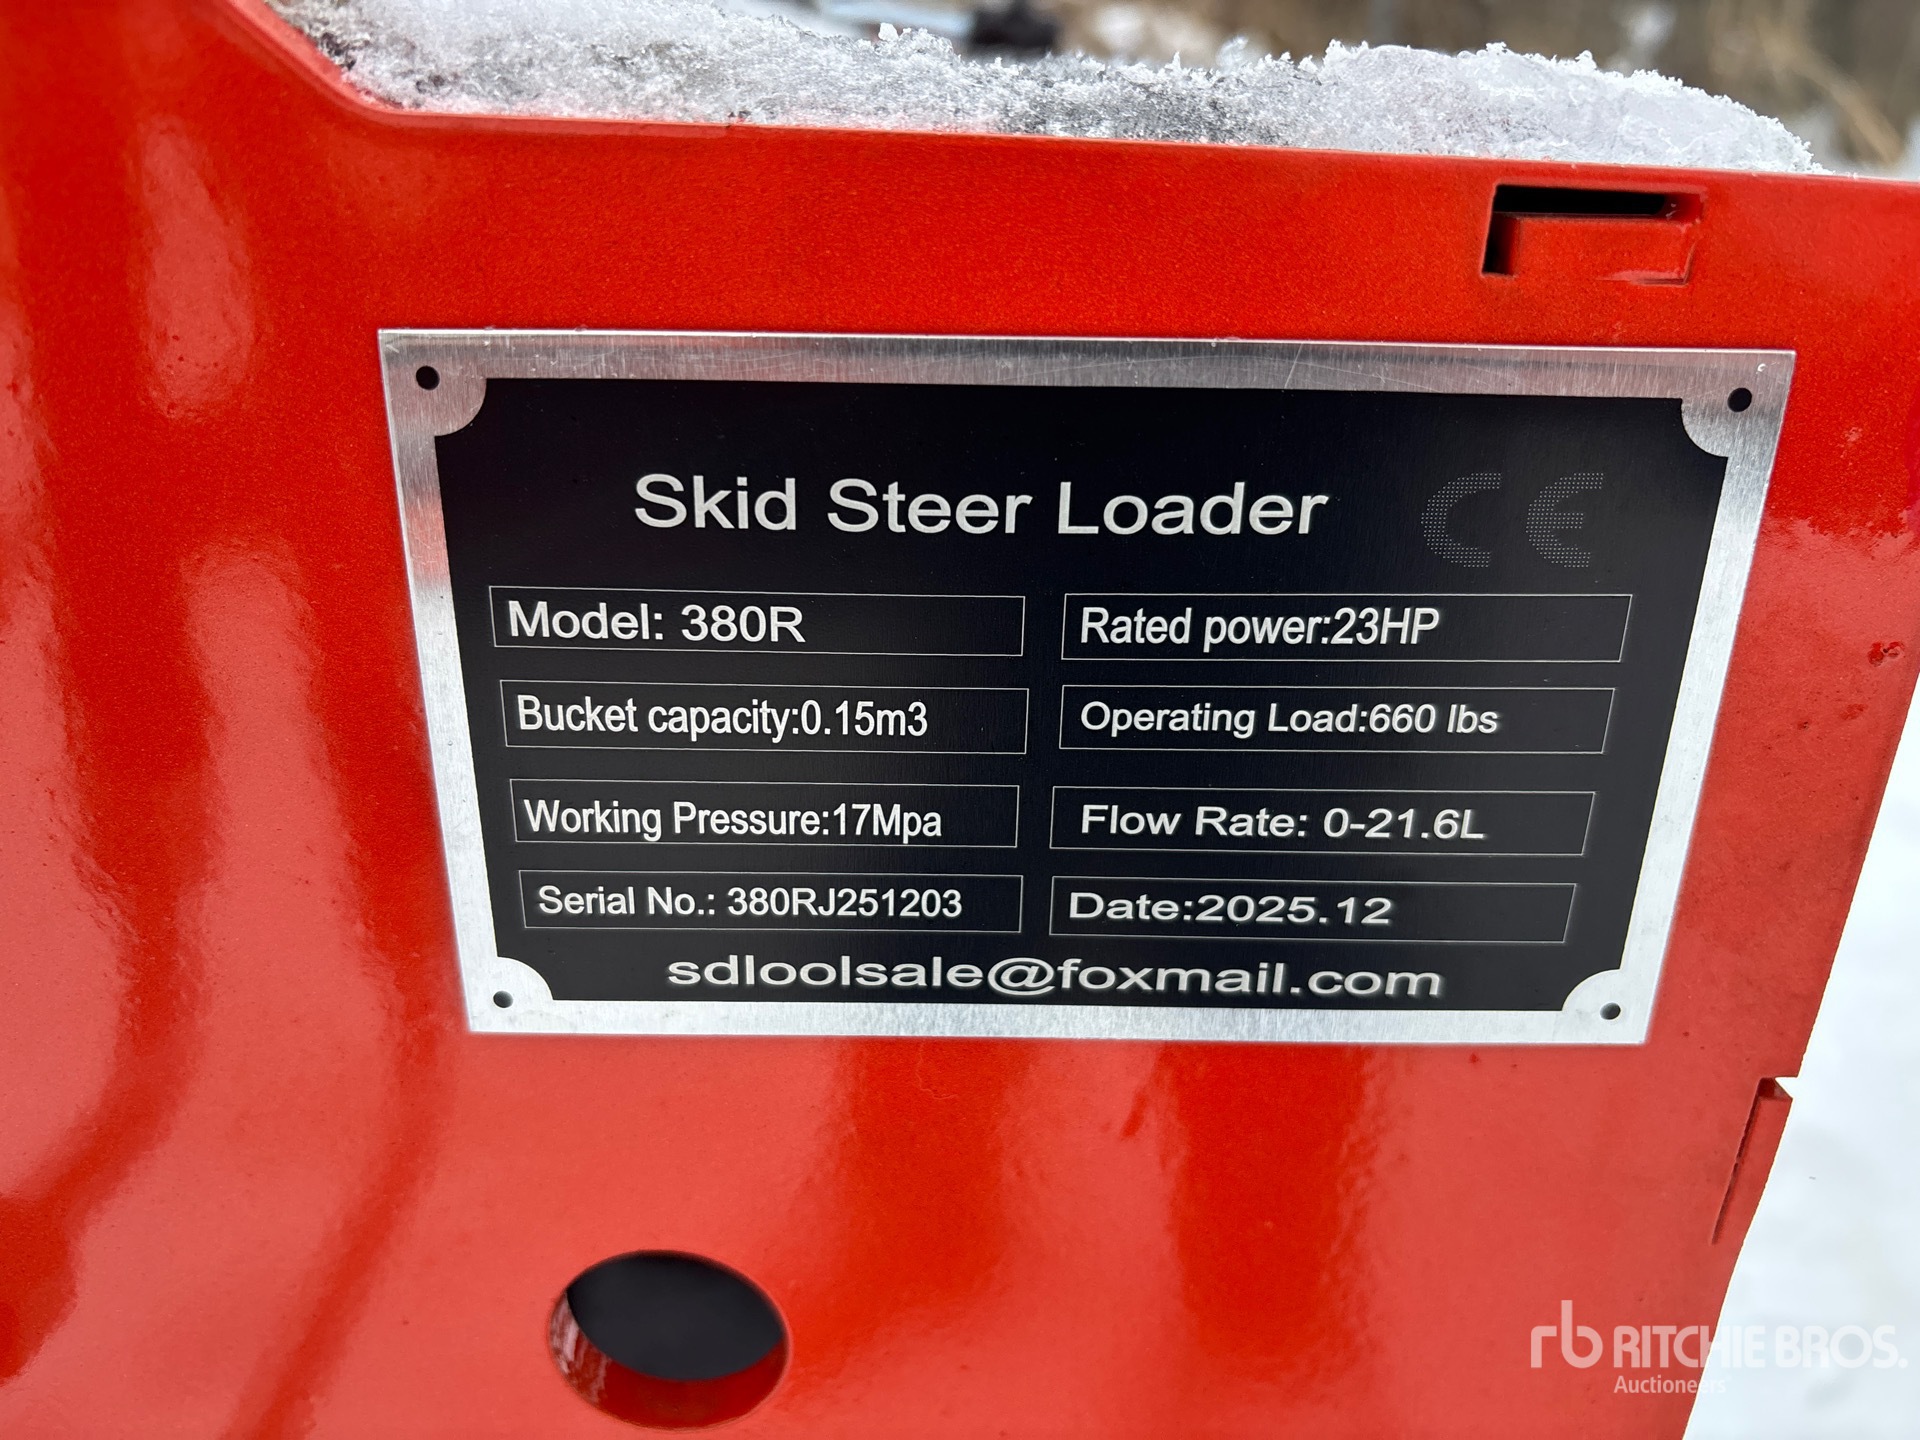 Skid Steer Loader CE
Model: 380R
Rated power:23HP
Bucket capacity:0.15m3
Operating Load:660 lbs
Working Pressure:17Mpa
Flow Rate: 0-21.6L
Serial No.: 380RJ251203
Date:2025.12
sdloolsale@foxmail.com
rb RITCHIE BROS.
Auctioneers